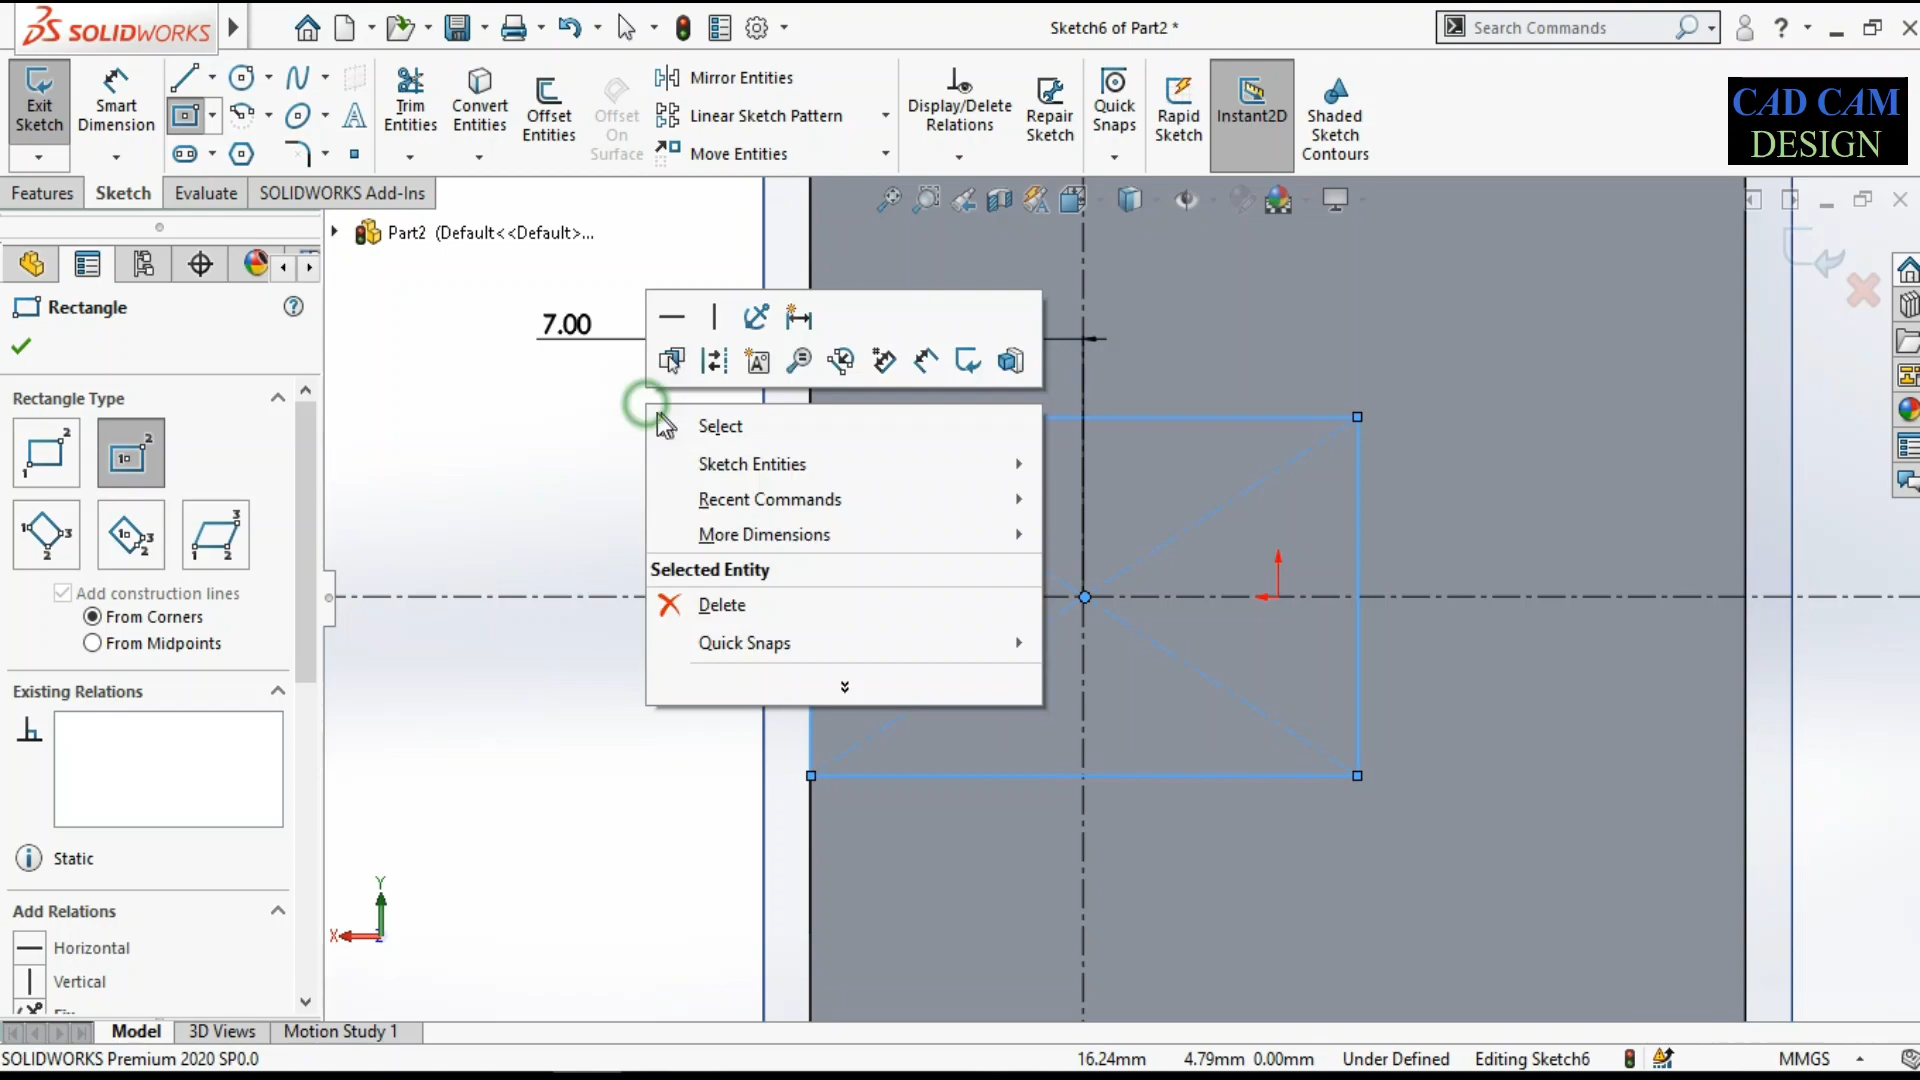 SOLIDWORKS
Sketch6 of Part2 *
Search Commands
Exit Sketch
Smart Dimension
Trim Entities
Convert Entities
Offset Entities
Offset On Surface
Mirror Entities
Linear Sketch Pattern
Move Entities
Display/Delete Relations
Repair Sketch
Quick Snaps
Rapid Sketch
Instant2D
Shaded Sketch Contours
CAD CAM
DESIGN
Features
Sketch
Evaluate
SOLIDWORKS Add-Ins
Part2 (Default<<Default>...
Rectangle
Rectangle Type
Add construction lines
From Corners
From Midpoints
Existing Relations
Static
Add Relations
Horizontal
Vertical
7.00
Select
Sketch Entities
Recent Commands
More Dimensions
Selected Entity
Delete
Quick Snaps
Y
X
Model
3D Views
Motion Study 1
SOLIDWORKS Premium 2020 SP0.0
16.24mm
4.79mm
0.00mm
Under Defined
Editing Sketch6
MMGS